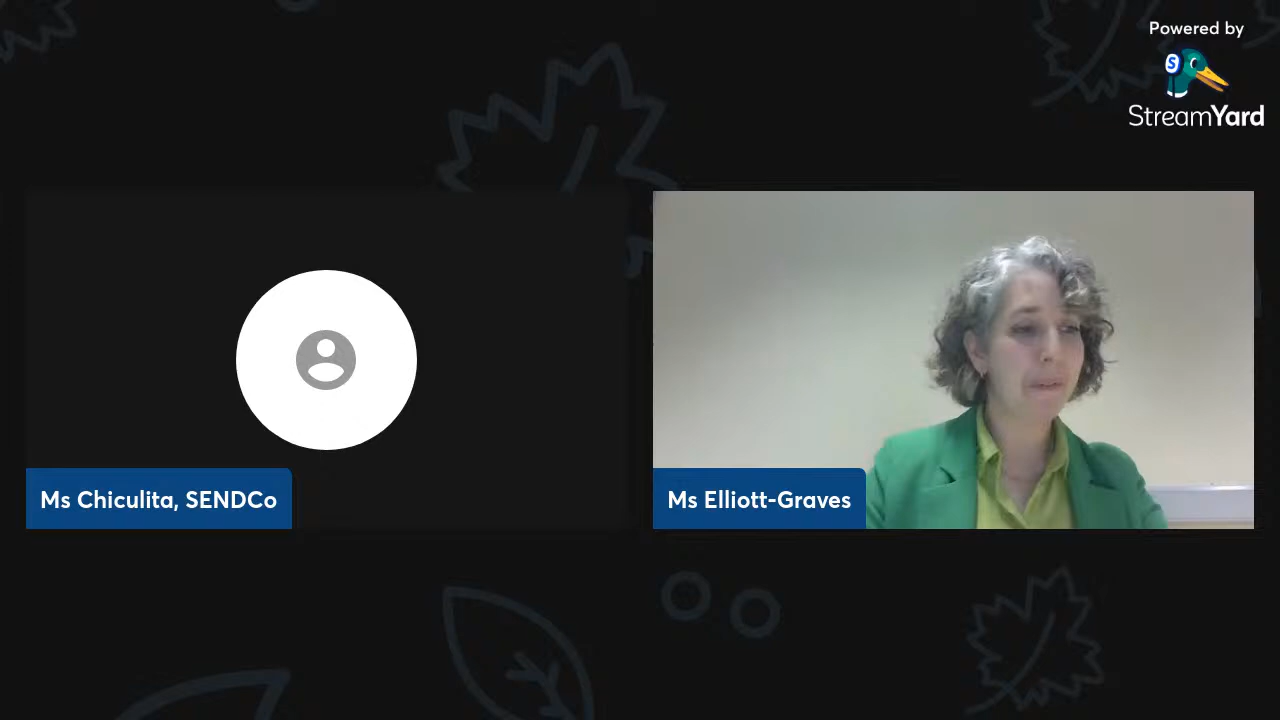 Powered by
S
StreamYard
Ms Chiculita, SENDCo
Ms Elliott-Graves